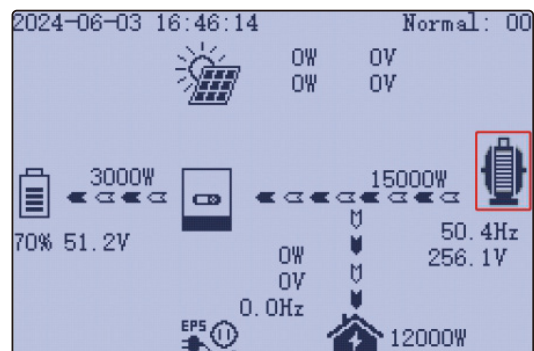 2024-06-03 16:46:14 Normal: 00
0W 0V
0W 0V
3000W 15000W
70% 51.2V
50.4Hz
256.1V
0W
0V
0.0Hz
EPS
12000W